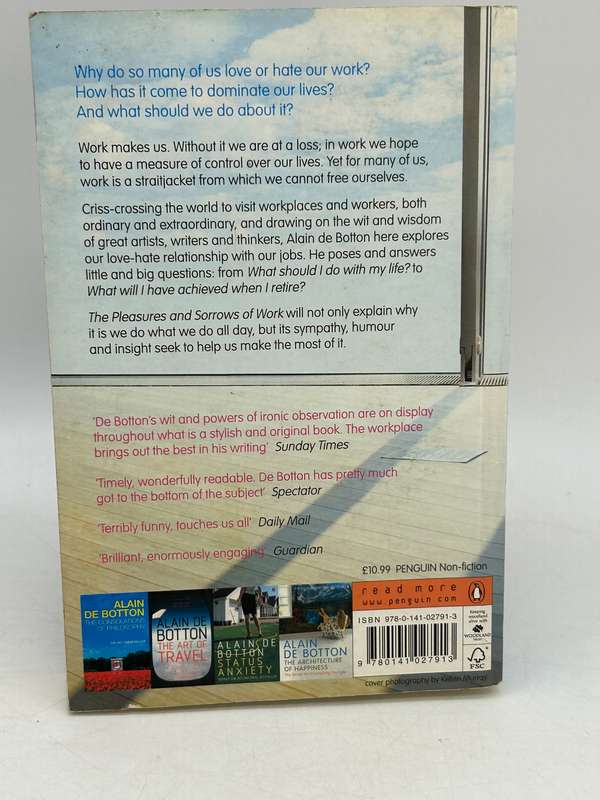 Why do so many of us love or hate our work?
How has it come to dominate our lives?
And what should we do about it?
Work makes us. Without it we are at a loss; in work we hope
to have a measure of control over our lives. Yet for many of us,
work is a straitjacket from which we cannot free ourselves.
Criss-crossing the world to visit workplaces and workers, both
ordinary and extraordinary, and drawing on the wit and wisdom
of great artists, writers and thinkers, Alain de Botton here explores
our love-hate relationship with our jobs. He poses and answers
little and big questions: from What should I do with my life? to
What will I have achieved when I retire?
The Pleasures and Sorrows of Work will not only explain why
it is we do what we do all day, but its sympathy, humour
and insight seek to help us make the most of it.
'De Botton's wit and powers of ironic observation are on display
throughout what is a stylish and original book. The workplace
brings out the best in his writing' Sunday Times
'Timely, wonderfully readable. De Botton has pretty much
got to the bottom of the subject' Spectator
'Terribly funny, touches us all' Daily Mail
'Brilliant, enormously engaging' Guardian
£10.99 PENGUIN Non-fiction
ALAIN
DE BOTTON
THE CONSOLATIONS
OF PHILOSOPHY
ALAIN
DE BOTTON
THE ART OF
TRAVEL
ALAIN DE
BOTTON
STATUS
ANXIETY
ALAIN
DE BOTTON
THE ARCHITECTURE
OF HAPPINESS
read more
www.penguin.com
ISBN 978-0-141-02791-3
9 780141 027913
Keeping
woodland
alive with
WOODLAND
FSC
cover photography by Kelvin Murray